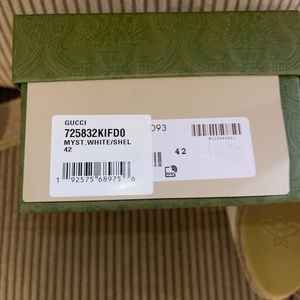 GUCCI
725832KIFD0
MYST.WHITE/SHEL
42
1 92575 68975 6
093
42